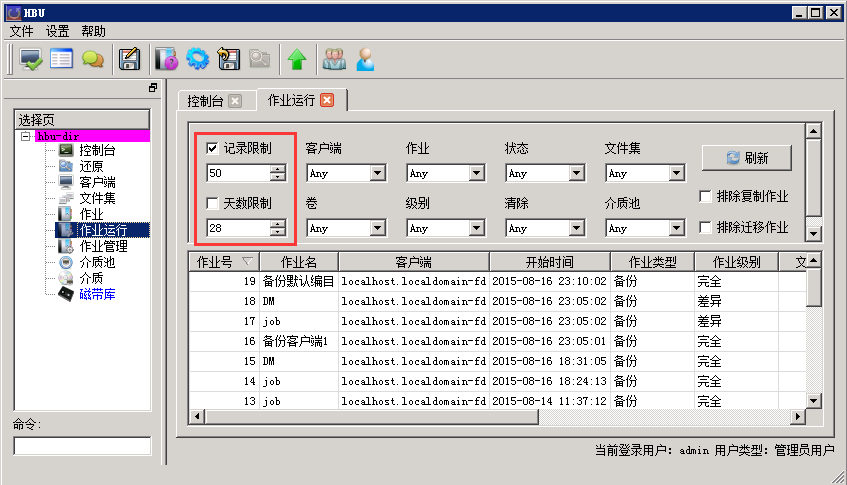 HBU
文件 设置 帮助
控制台 作业运行
选择页
hbu-dir
控制台
还原
客户端
文件集
作业
作业运行
作业管理
介质池
介质
磁带库
命令:
记录限制 客户端 作业 状态 文件集
50 Any Any Any Any 刷新
天数限制 卷 级别 清除 介质池 排除复制作业
28 Any Any Any Any 排除迁移作业
作业号 作业名 客户端 开始时间 作业类型 作业级别 文
19 备份默认编目 localhost.localdomain-fd 2015-08-16 23:10:02 备份 完全
18 DM localhost.localdomain-fd 2015-08-16 23:05:02 备份 差异
17 job localhost.localdomain-fd 2015-08-16 23:05:02 备份 差异
16 备份客户端1 localhost.localdomain-fd 2015-08-16 23:05:01 备份 完全
15 DM localhost.localdomain-fd 2015-08-16 18:31:05 备份 完全
14 job localhost.localdomain-fd 2015-08-16 18:24:13 备份 完全
13 job localhost.localdomain-fd 2015-08-14 11:37:12 备份 完全
当前登录用户: admin 用户类型: 管理员用户